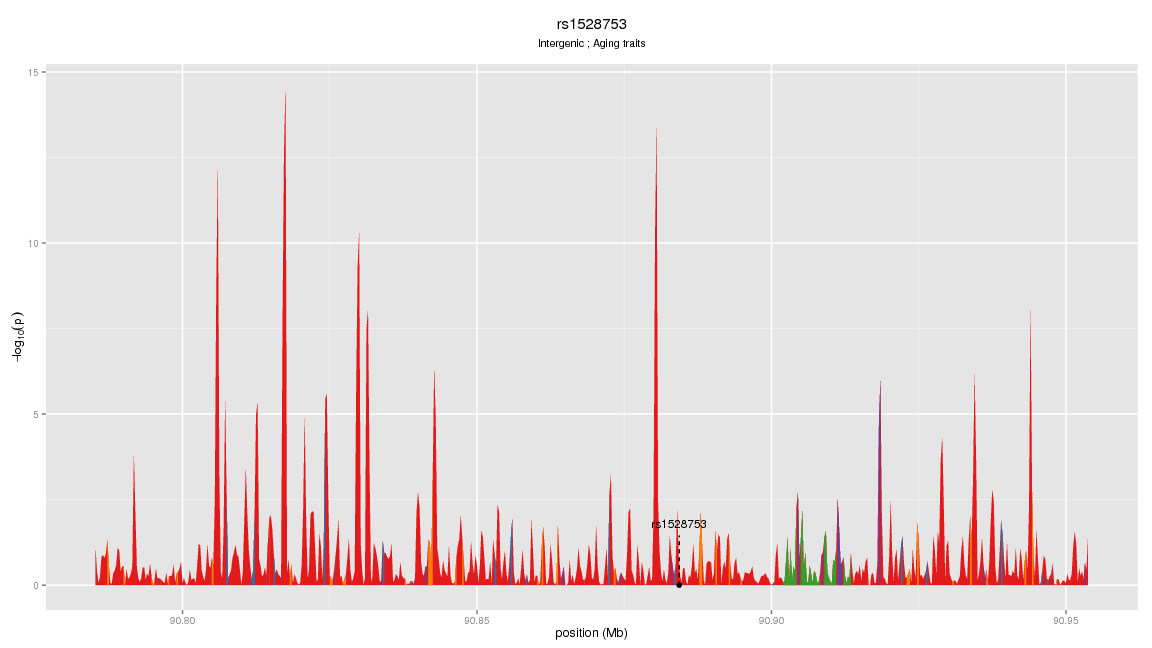 rs1528753
Intergenic ; Aging traits
15
10
5
0
−log10(p)
rs1528753
90.80
90.85
90.90
90.95
position (Mb)